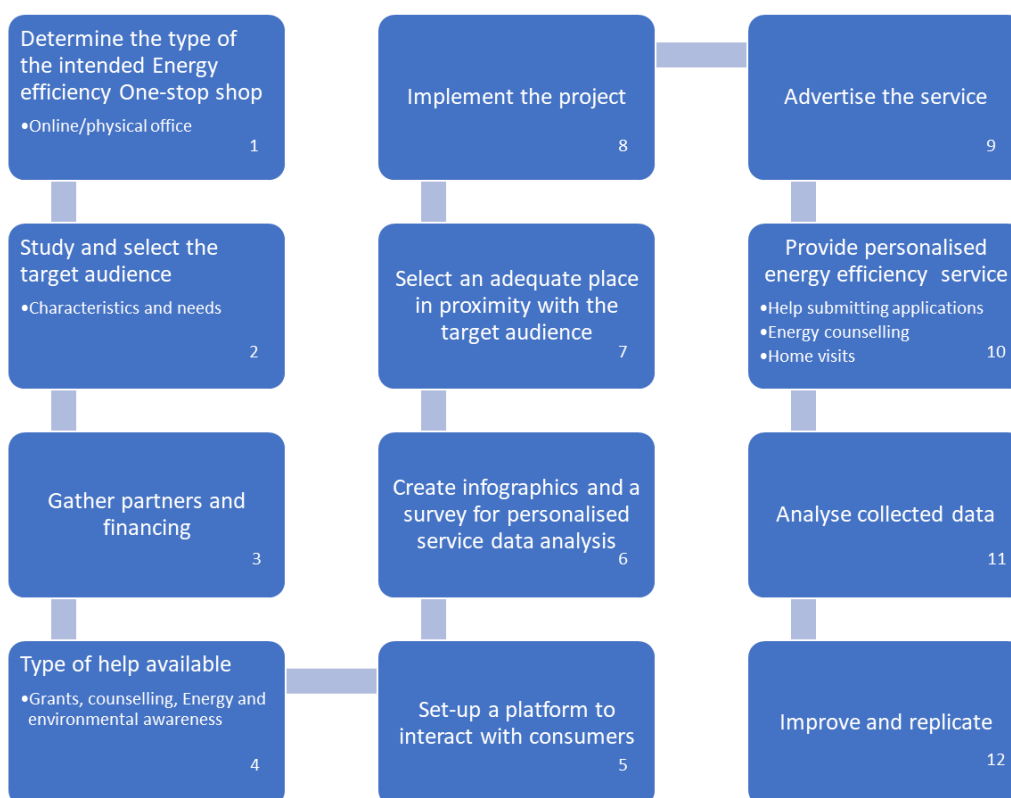 Determine the type of
the intended Energy
efficiency One-stop shop
•Online/physical office
1
Study and select the
target audience
•Characteristics and needs
2
Gather partners and
financing
3
Type of help available
•Grants, counselling, Energy and
environmental awareness
4
Set-up a platform to
interact with consumers
5
Create infographics and a
survey for personalised
service data analysis
6
Select an adequate place
in proximity with the
target audience
7
Implement the project
8
Advertise the service
9
Provide personalised
energy efficiency service
•Help submitting applications
•Energy counselling
•Home visits
10
Analyse collected data
11
Improve and replicate
12